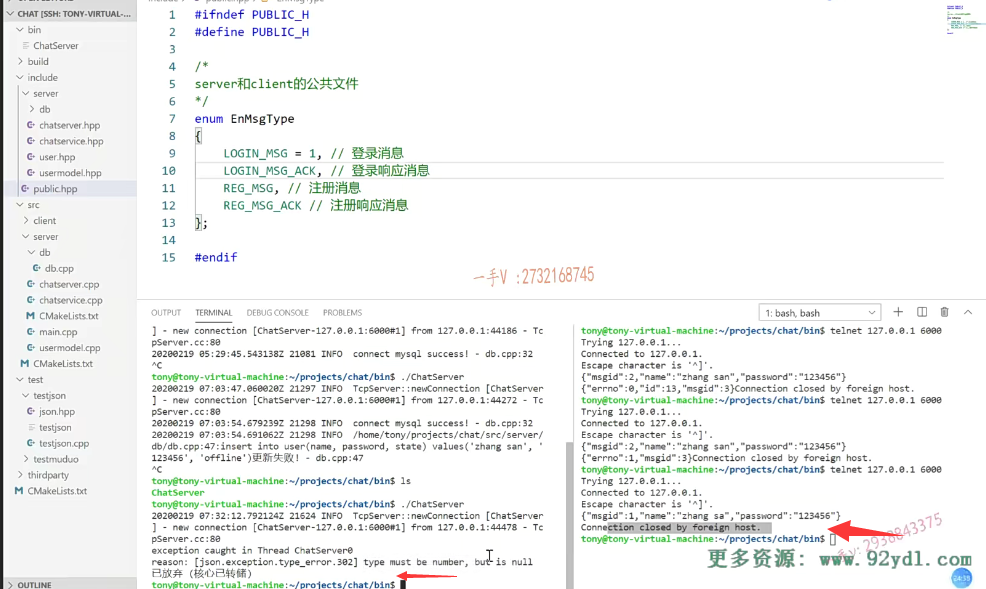 CHAT [SSH: TONY-VIRTUAL-...
bin
ChatServer
build
include
server
db
chatserver.hpp
chatservice.hpp
user.hpp
usermodel.hpp
public.hpp
src
client
server
db
db.cpp
chatserver.cpp
chatservice.cpp
CMakeLists.txt
main.cpp
usermodel.cpp
CMakeLists.txt
test
testjson
json.hpp
testjson
testjson.cpp
testmuduo
thirdparty
CMakeLists.txt
OUTLINE
1 #ifndef PUBLIC_H
2 #define PUBLIC_H
3
4 /*
5 server和client的公共文件
6 */
7 enum EnMsgType
8 {
9 LOGIN_MSG = 1, // 登录消息
10 LOGIN_MSG_ACK, // 登录响应消息
11 REG_MSG, // 注册消息
12 REG_MSG_ACK // 注册响应消息
13 };
14
15 #endif
一手V :2732168745
OUTPUT TERMINAL DEBUG CONSOLE PROBLEMS
1: bash, bash
] - new connection [ChatServer-127.0.0.1:6000#1] from 127.0.0.1:44186 - Tc
pServer.cc:80
20200219 05:29:45.543138Z 21081 INFO connect mysql success! - db.cpp:32
^C
tony@tony-virtual-machine:~/projects/chat/bin$ ./ChatServer
20200219 07:03:47.060020Z 21297 INFO TcpServer::newConnection [ChatServer
] - new connection [ChatServer-127.0.0.1:6000#1] from 127.0.0.1:44272 - Tc
pServer.cc:80
20200219 07:03:54.679239Z 21298 INFO connect mysql success! - db.cpp:32
20200219 07:03:54.691062Z 21298 INFO /home/tony/projects/chat/src/server/
db/db.cpp:47:insert into user(name, password, state) values('zhang san', '
123456', 'offline')更新失败! - db.cpp:47
^C
tony@tony-virtual-machine:~/projects/chat/bin$ ls
ChatServer
tony@tony-virtual-machine:~/projects/chat/bin$ ./ChatServer
20200219 07:32:12.792124Z 21624 INFO TcpServer::newConnection [ChatServer
] - new connection [ChatServer-127.0.0.1:6000#1] from 127.0.0.1:44478 - Tc
pServer.cc:80
exception caught in Thread ChatServer0
reason: [json.exception.type_error.302] type must be number, but is null
已放弃 (核心已转储)
tony@tony-virtual-machine:~/projects/chat/bin$
tony@tony-virtual-machine:~/projects/chat/bin$ telnet 127.0.0.1 6000
Trying 127.0.0.1...
Connected to 127.0.0.1.
Escape character is '^]'.
{"msgid":2,"name":"zhang san","password":"123456"}
{"errno":0,"id":13,"msgid":3}Connection closed by foreign host.
tony@tony-virtual-machine:~/projects/chat/bin$ telnet 127.0.0.1 6000
Trying 127.0.0.1...
Connected to 127.0.0.1.
Escape character is '^]'.
{"msgid":2,"name":"zhang san","password":"123456"}
{"errno":1,"msgid":3}Connection closed by foreign host.
tony@tony-virtual-machine:~/projects/chat/bin$ telnet 127.0.0.1 6000
Trying 127.0.0.1...
Connected to 127.0.0.1.
Escape character is '^]'.
{"msgid":1,"name":"zhang sa","password":"123456"}
Connection closed by foreign host.
tony@tony-virtual-machine:~/projects/chat/bin$
2938843375
更多资源: www.92ydl.com
24:15